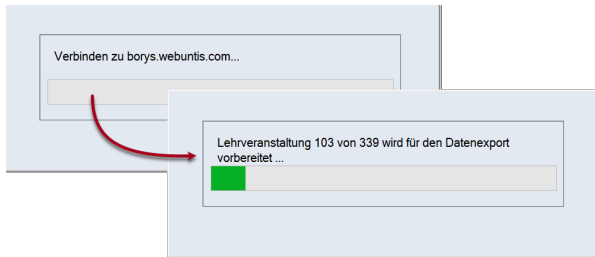 Verbinden zu borys.webuntis.com...
Lehrveranstaltung 103 von 339 wird für den Datenexport
vorbereitet ...